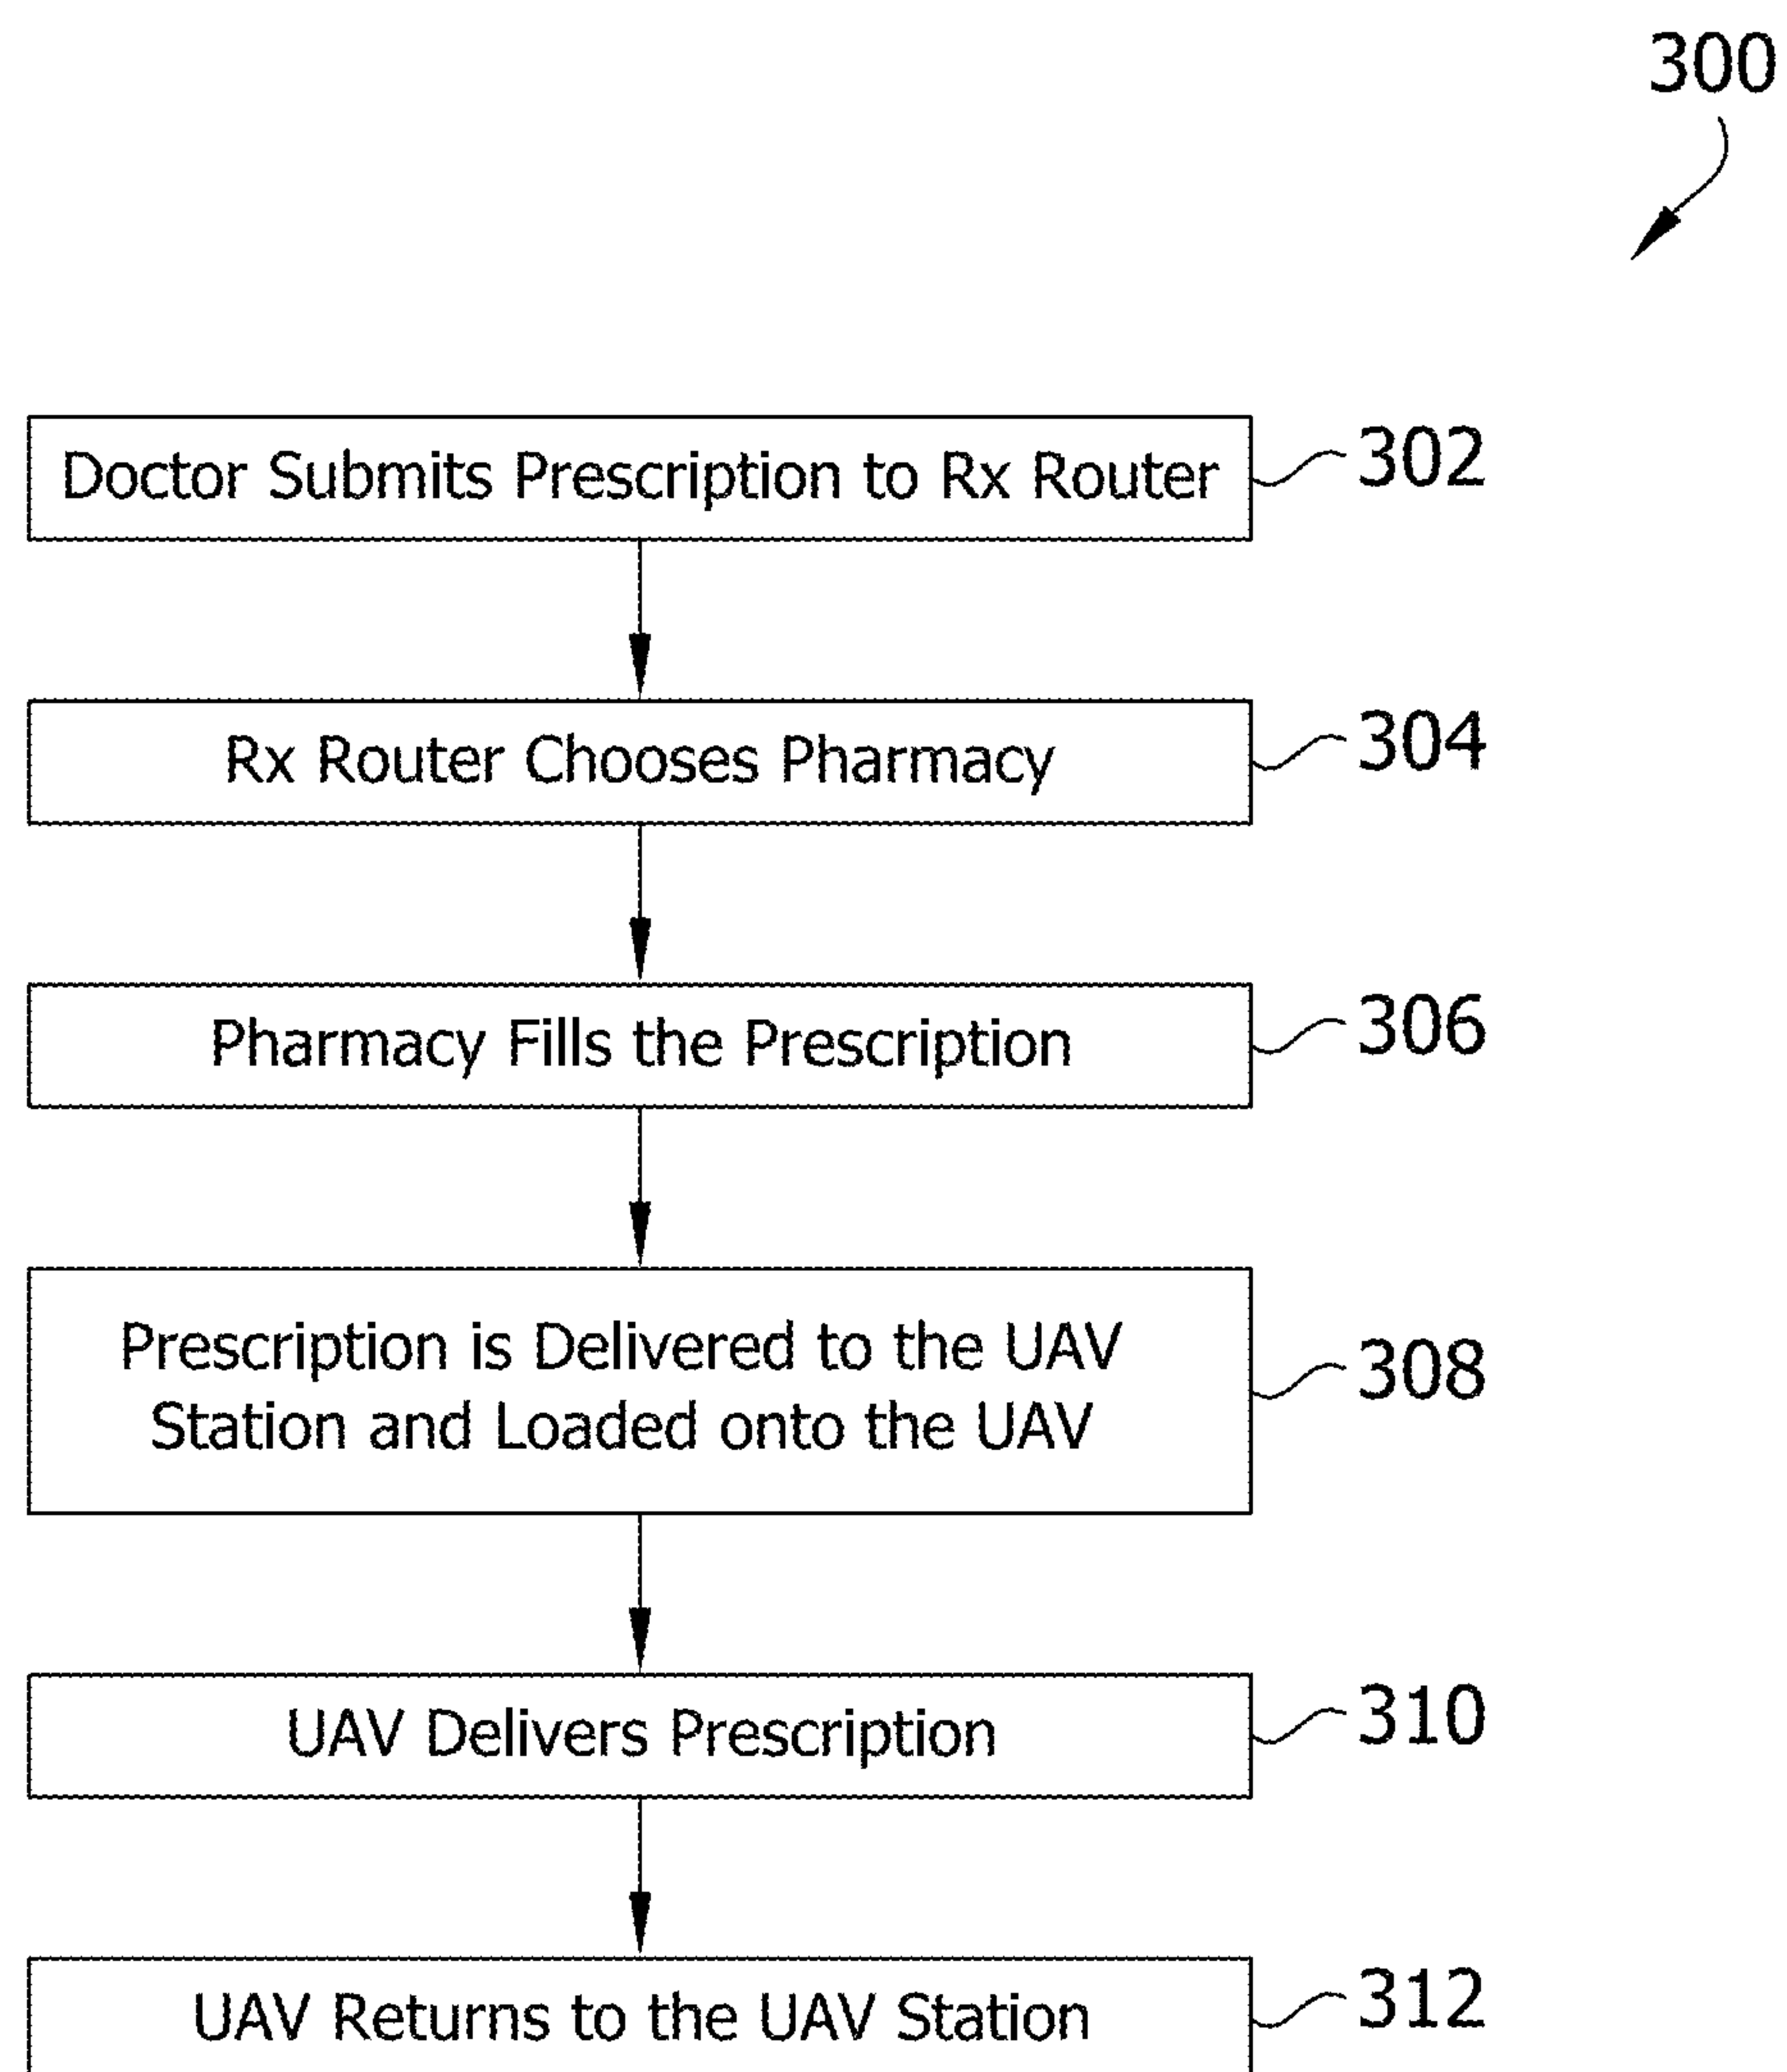 300
Doctor Submits Prescription to Rx Router
302
Rx Router Chooses Pharmacy
304
Pharmacy Fills the Prescription
306
Prescription is Delivered to the UAV
Station and Loaded onto the UAV
308
UAV Delivers Prescription
310
UAV Returns to the UAV Station
312